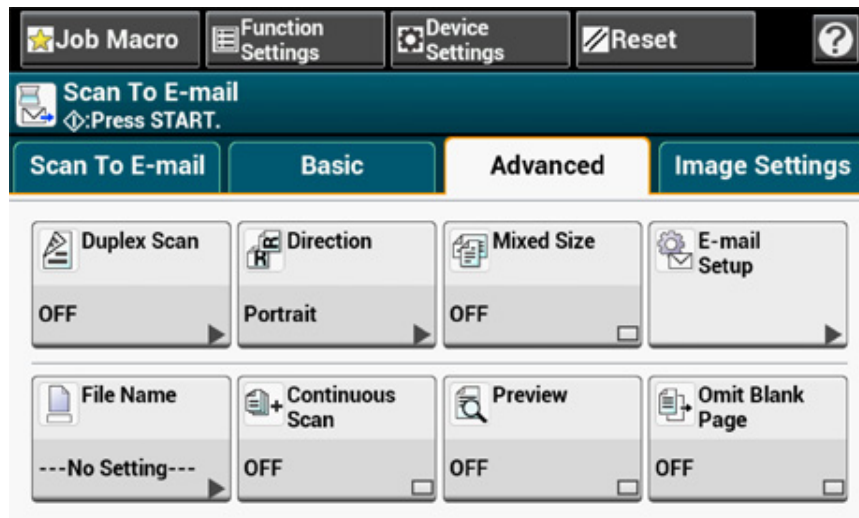 Job Macro
Function
Settings
Device
Settings
Reset
?
Scan To E-mail
:Press START.
Scan To E-mail
Basic
Advanced
Image Settings
Duplex Scan
OFF
Direction
Portrait
Mixed Size
OFF
E-mail
Setup
File Name
---No Setting---
Continuous
Scan
OFF
Preview
OFF
Omit Blank
Page
OFF